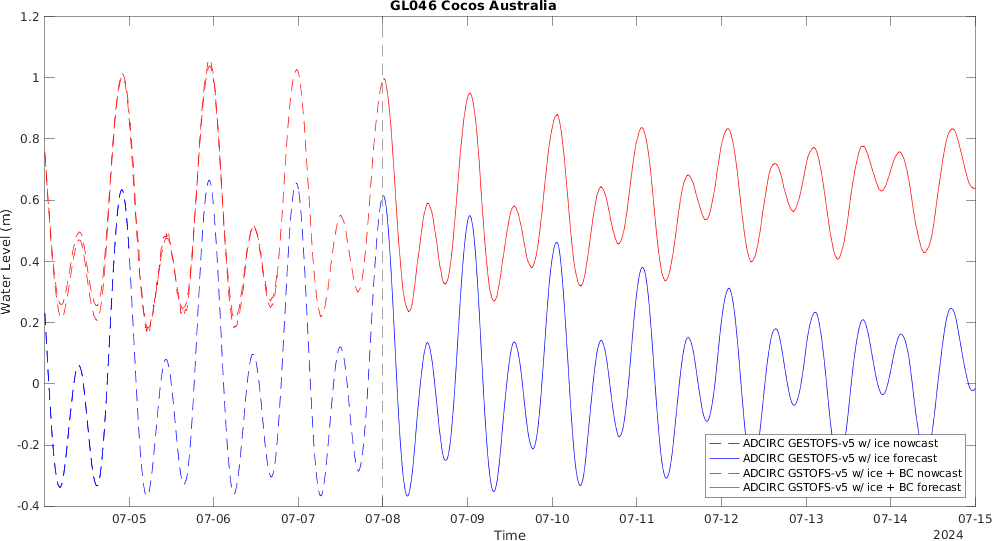 GL046 Cocos Australia
1.2
1
0.8
0.6
0.4
0.2
0
-0.2
-0.4
Water Level (m)
ADCIRC GESTOFS-v5 w/ ice nowcast
ADCIRC GESTOFS-v5 w/ ice forecast
ADCIRC GSTOFS-v5 w/ ice + BC nowcast
ADCIRC GSTOFS-v5 w/ ice + BC forecast
07-05 07-06 07-07 07-08 07-09 07-10 07-11 07-12 07-13 07-14 07-15
Time
2024